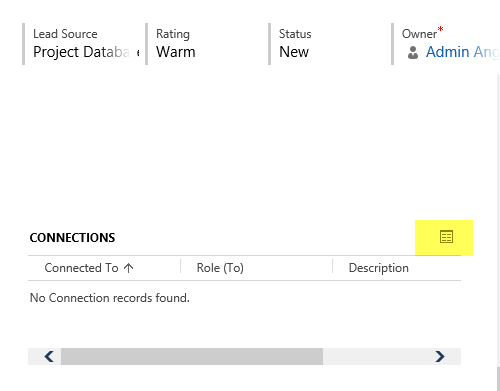 Lead Source Rating Status Owner*
Project Database Warm New Admin Ang
CONNECTIONS
Connected To ↑ Role (To) Description
No Connection records found.